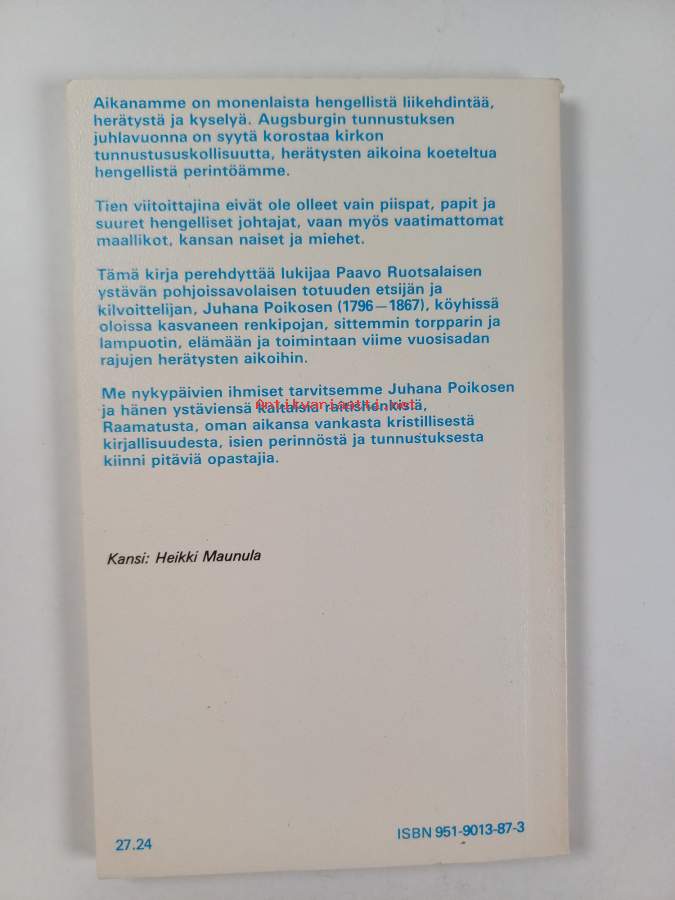 Aikanamme on monenlaista hengellistä liikehdintää,
herätystä ja kyselyä. Augsburgin tunnustuksen
juhlavuonna on syytä korostaa kirkon
tunnustususkollisuutta, herätysten aikoina koeteltua
hengellistä perintöämme.
Tien viitoittajina eivät ole olleet vain piispat, papit ja
suuret hengelliset johtajat, vaan myös vaatimattomat
maallikot, kansan naiset ja miehet.
Tämä kirja perehdyttää lukijaa Paavo Ruotsalaisen
ystävän pohjoissavolaisen totuuden etsijän ja
kilvoittelijan, Juhana Poikosen (1796—1867), köyhissä
oloissa kasvaneen renkipojan, sittemmin torpparin ja
lampuotin, elämään ja toimintaan viime vuosisadan
rajujen herätysten aikoihin.
Me nykypäivien ihmiset tarvitsemme Juhana Poikosen
ja hänen ystäviensä kaltaisia raitishenkisiä,
Raamatusta, oman aikansa vankasta kristillisestä
kirjallisuudesta, isien perinnöstä ja tunnustuksesta
kiinni pitäviä opastajia.
Kansi: Heikki Maunula
27.24
ISBN 951-9013-87-3